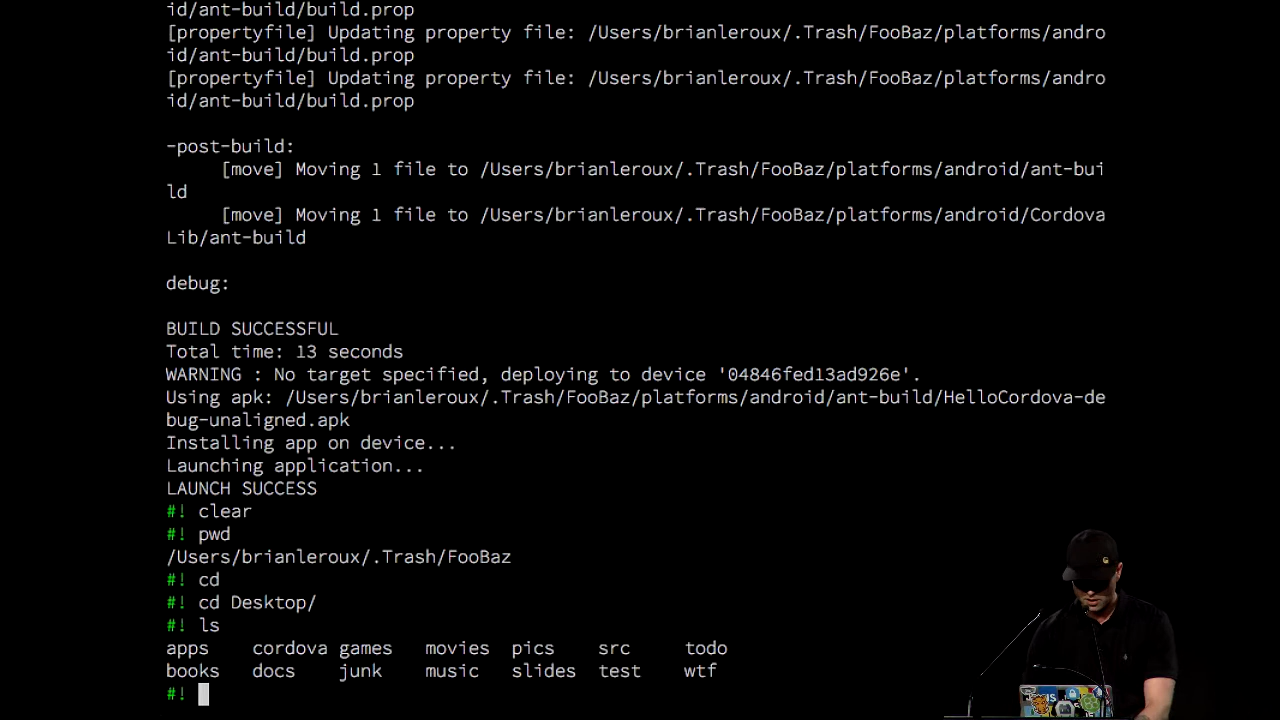 id/ant-build/build.prop
[propertyfile] Updating property file: /Users/brianleroux/.Trash/FooBaz/platforms/andro
id/ant-build/build.prop
[propertyfile] Updating property file: /Users/brianleroux/.Trash/FooBaz/platforms/andro
id/ant-build/build.prop
-post-build:
[move] Moving 1 file to /Users/brianleroux/.Trash/FooBaz/platforms/android/ant-bui
ld
[move] Moving 1 file to /Users/brianleroux/.Trash/FooBaz/platforms/android/Cordova
Lib/ant-build
debug:
BUILD SUCCESSFUL
Total time: 13 seconds
WARNING : No target specified, deploying to device '04846fed13ad926e'.
Using apk: /Users/brianleroux/.Trash/FooBaz/platforms/android/ant-build/HelloCordova-de
bug-unaligned.apk
Installing app on device...
Launching application...
LAUNCH SUCCESS
#! clear
#! pwd
/Users/brianleroux/.Trash/FooBaz
#! cd
#! cd Desktop/
#! ls
apps cordova games movies pics src todo
books docs junk music slides test wtf
#!